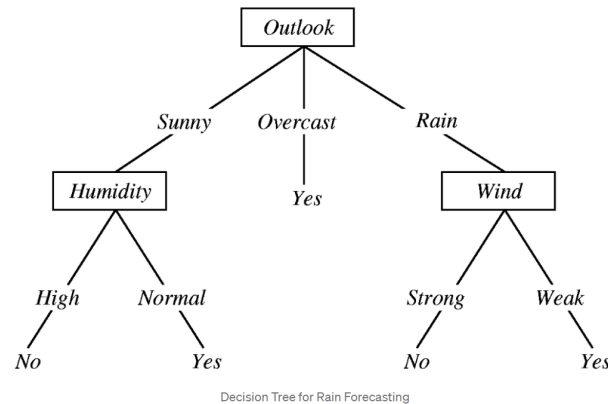 Outlook
Sunny Overcast Rain
Humidity Yes Wind
High Normal Strong Weak
No Yes No Yes
Decision Tree for Rain Forecasting